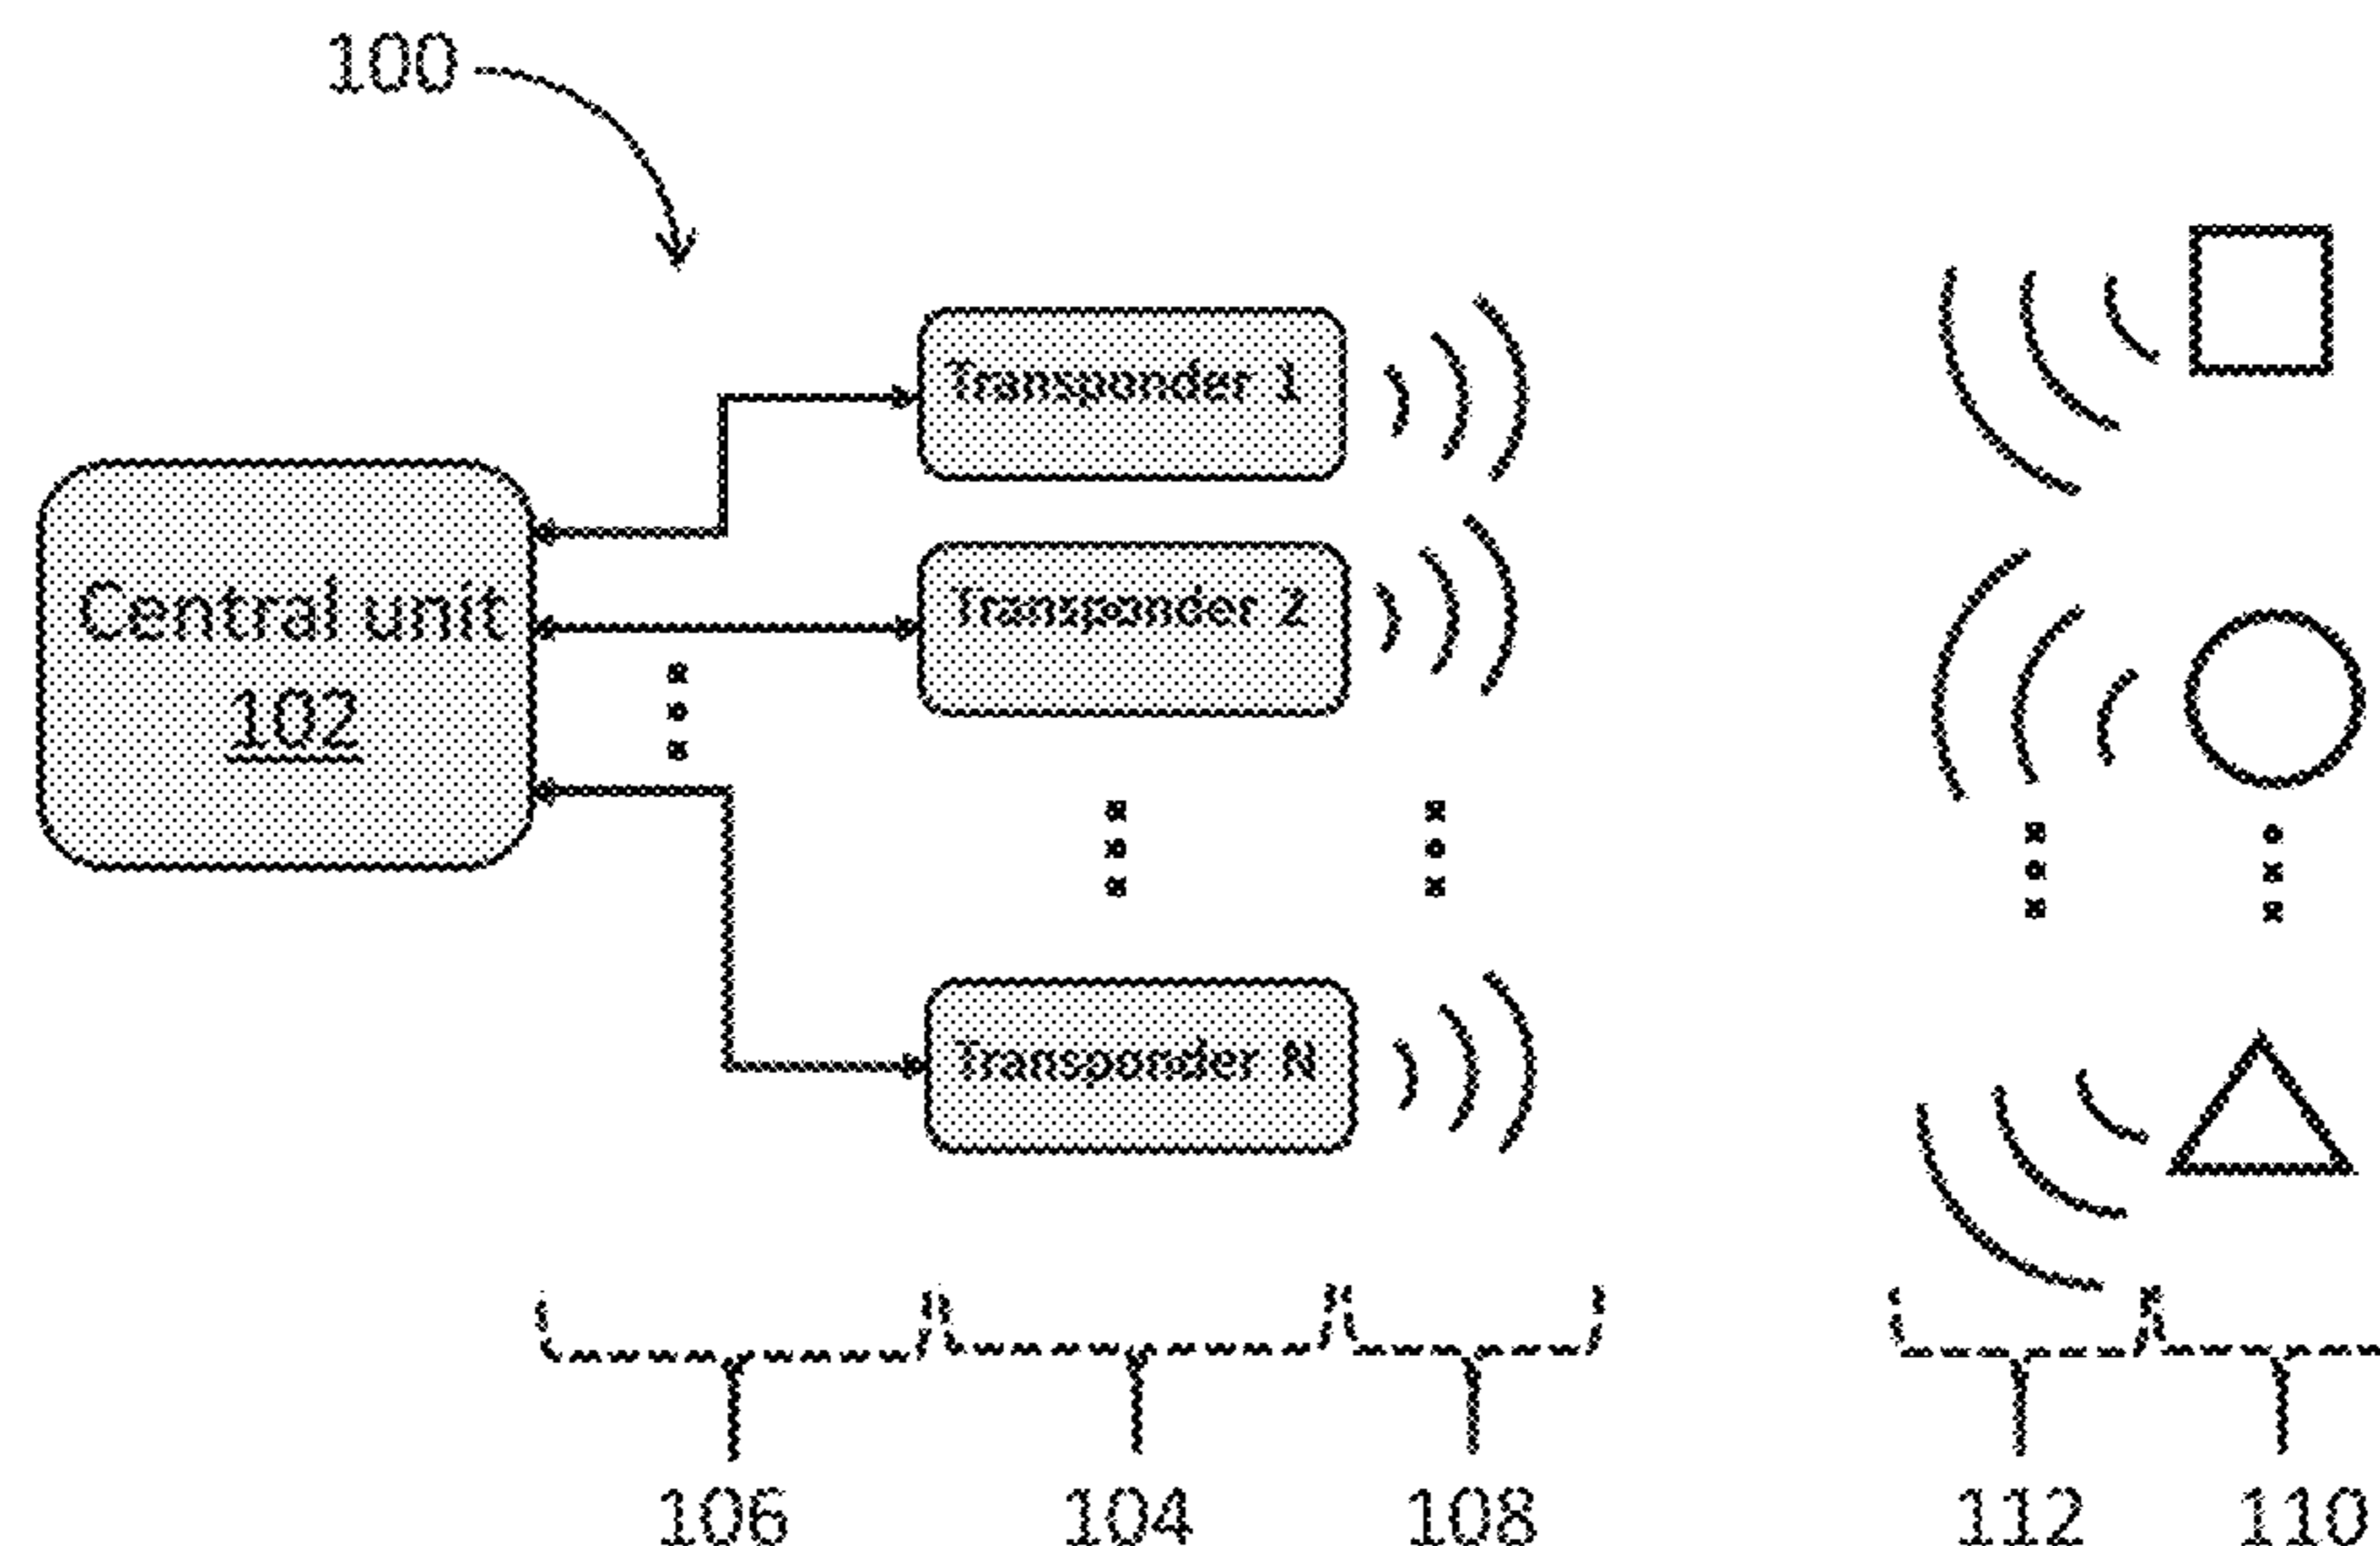 100
Transponder 1
Central unit
102
Transponder 2
Transponder N
106
104
108
112
110